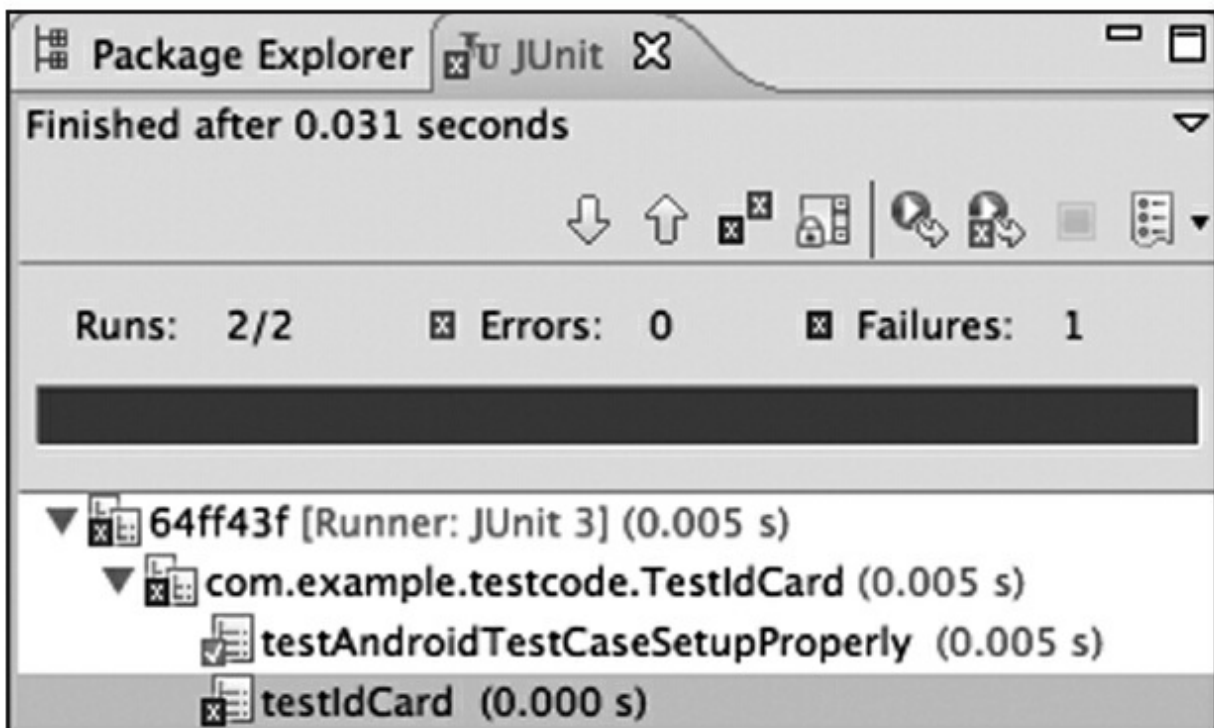 Package Explorer JU JUnit
Finished after 0.031 seconds
Runs: 2/2 Errors: 0 Failures: 1
64ff43f [Runner: JUnit 3] (0.005 s)
com.example.testcode.TestIdCard (0.005 s)
testAndroidTestCaseSetupProperly (0.005 s)
testIdCard (0.000 s)